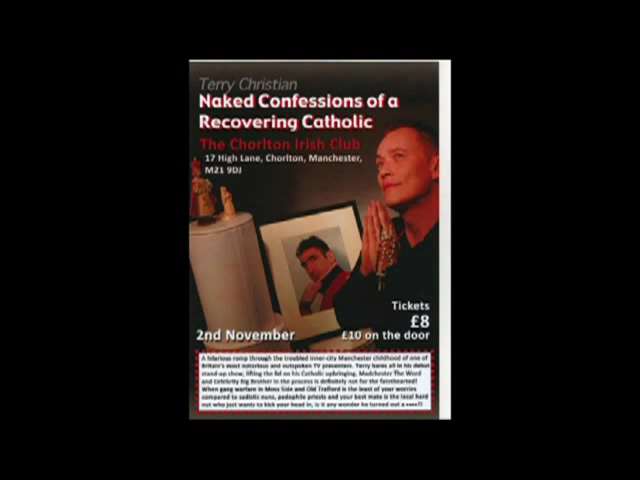 Terry Christian
Naked Confessions of a
Recovering Catholic
The Chorlton Irish Club
17 High Lane, Chorlton, Manchester,
M21 9DJ
Tickets
£8
2nd November
£10 on the door
A hilarious romp through the troubled inner-city Manchester childhood of one of
Britain's most notorious and outspoken TV presenters. Terry bares all in his debut
stand-up show, lifting the lid on his Catholic upbringing, Madchester The Word
and Celebrity Big Brother in the process is definitely not for the fainthearted!
When gang warfare in Moss Side and Old Trafford is the least of your worries
compared to sadistic nuns, pedophile priests and your best mate is the local hard
nut who just wants to kick your head in, is it any wonder he turned out a ****?!